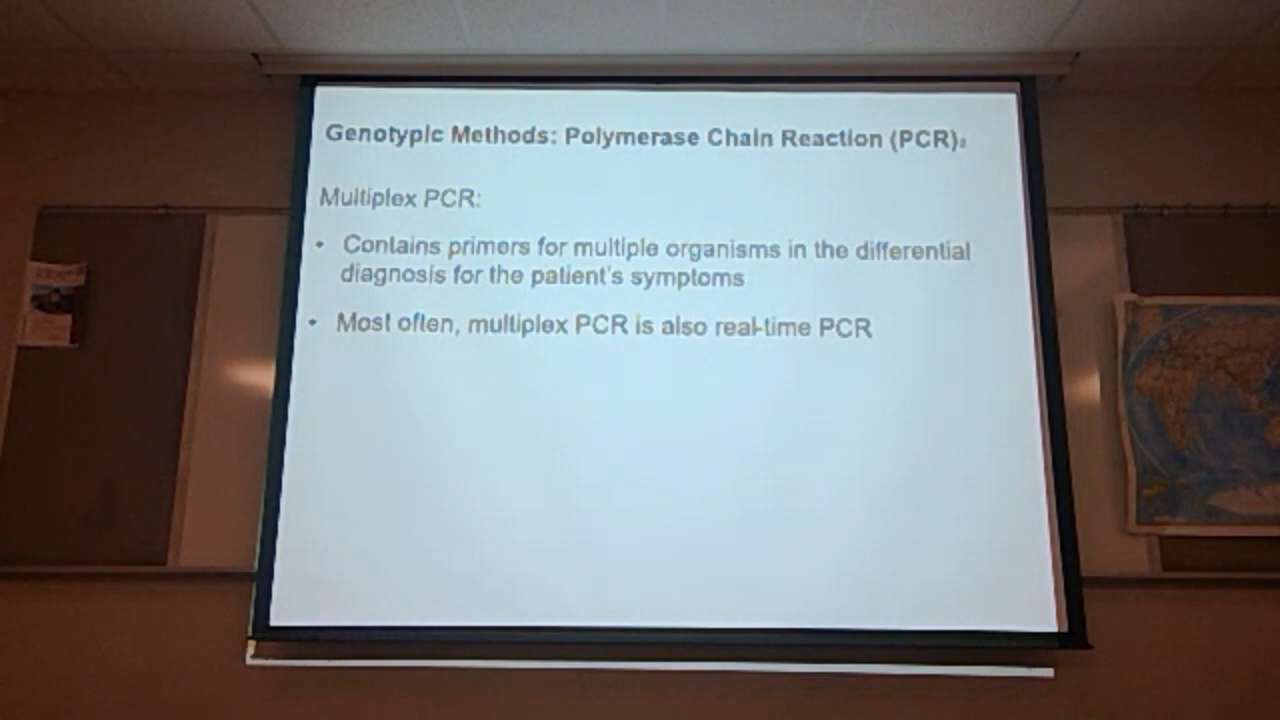 Genotypic Methods: Polymerase Chain Reaction (PCR)
Multiplex PCR:
• Contains primers for multiple organisms in the differential
diagnosis for the patient's symptoms
• Most often, multiplex PCR is also real-time PCR